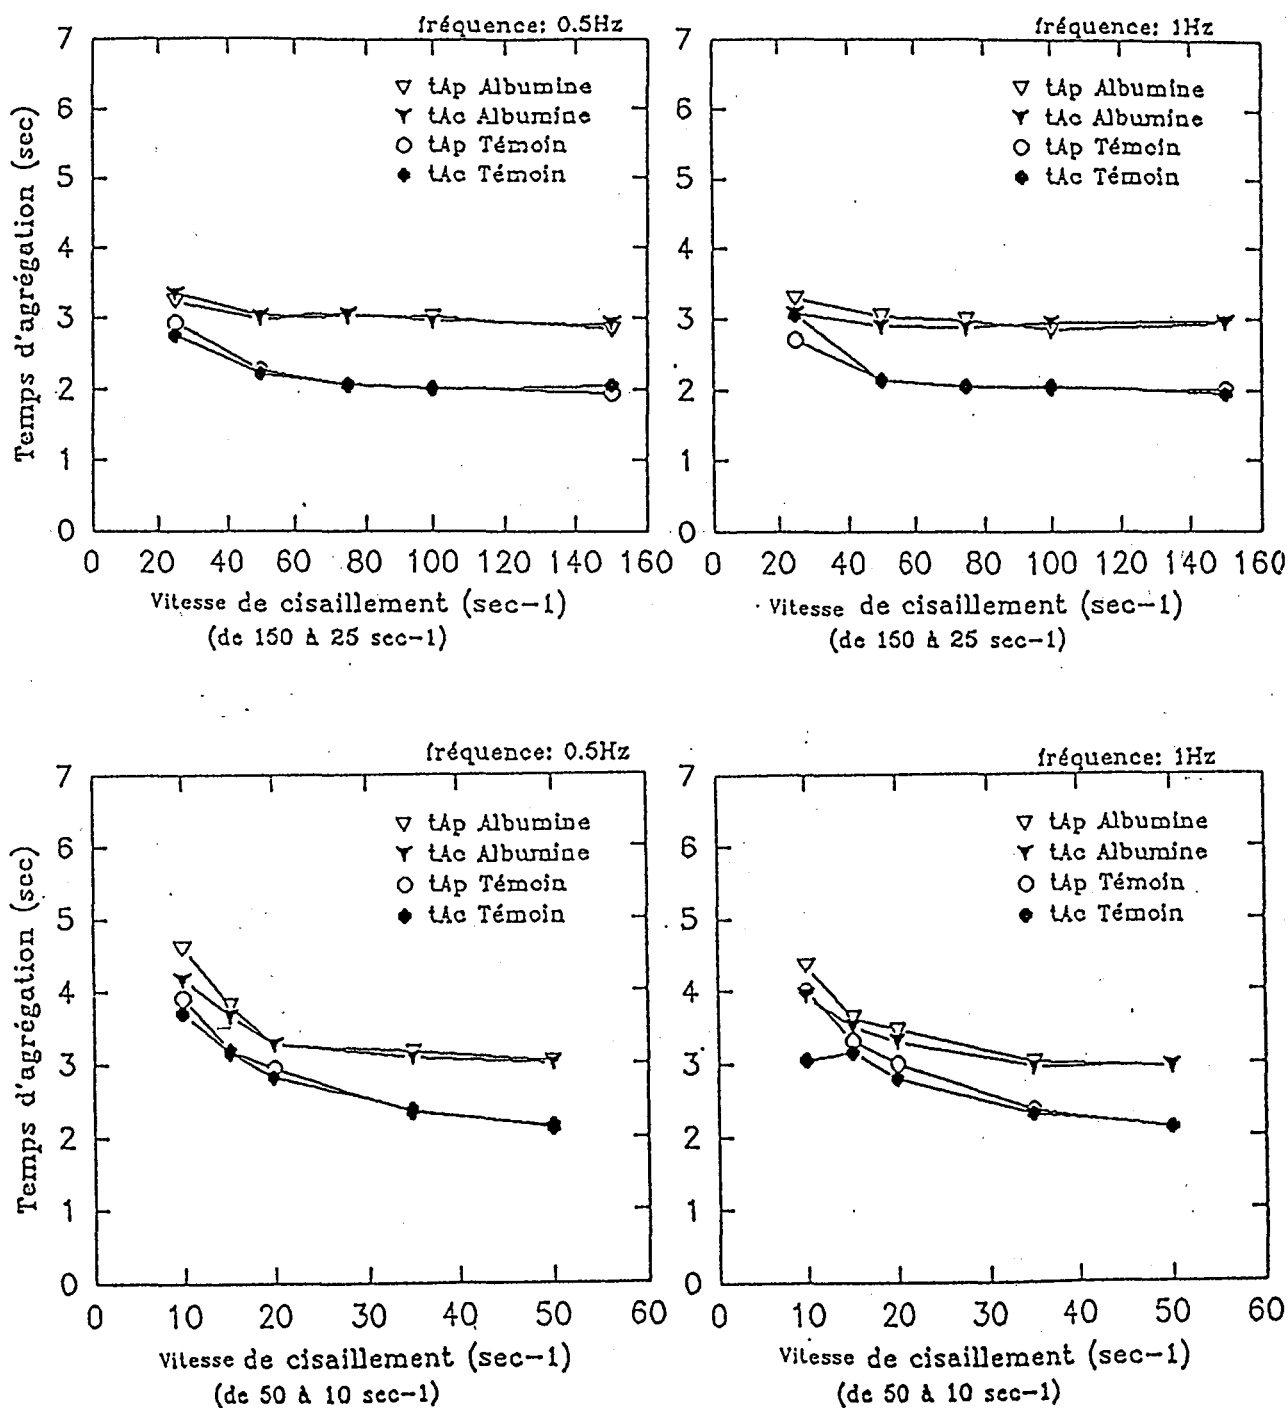 fréquence: 0.5Hz
7
6
5
4
3
2
1
0
Temps d'agrégation (sec)
▽ tAp Albumine
tAc Albumine
○ tAp Témoin
● tAc Témoin
0 20 40 60 80 100 120 140 160
Vitesse de cisaillement (sec-1)
(de 150 à 25 sec-1)
fréquence: 1Hz
7
6
5
4
3
2
1
0
▽ tAp Albumine
tAc Albumine
○ tAp Témoin
● tAc Témoin
0 20 40 60 80 100 120 140 160
Vitesse de cisaillement (sec-1)
(de 150 à 25 sec-1)
fréquence: 0.5Hz
7
6
5
4
3
2
1
0
Temps d'agrégation (sec)
▽ tAp Albumine
tAc Albumine
○ tAp Témoin
● tAc Témoin
0 10 20 30 40 50 60
Vitesse de cisaillement (sec-1)
(de 50 à 10 sec-1)
fréquence: 1Hz
7
6
5
4
3
2
1
0
▽ tAp Albumine
tAc Albumine
○ tAp Témoin
● tAc Témoin
0 10 20 30 40 50 60
Vitesse de cisaillement (sec-1)
(de 50 à 10 sec-1)